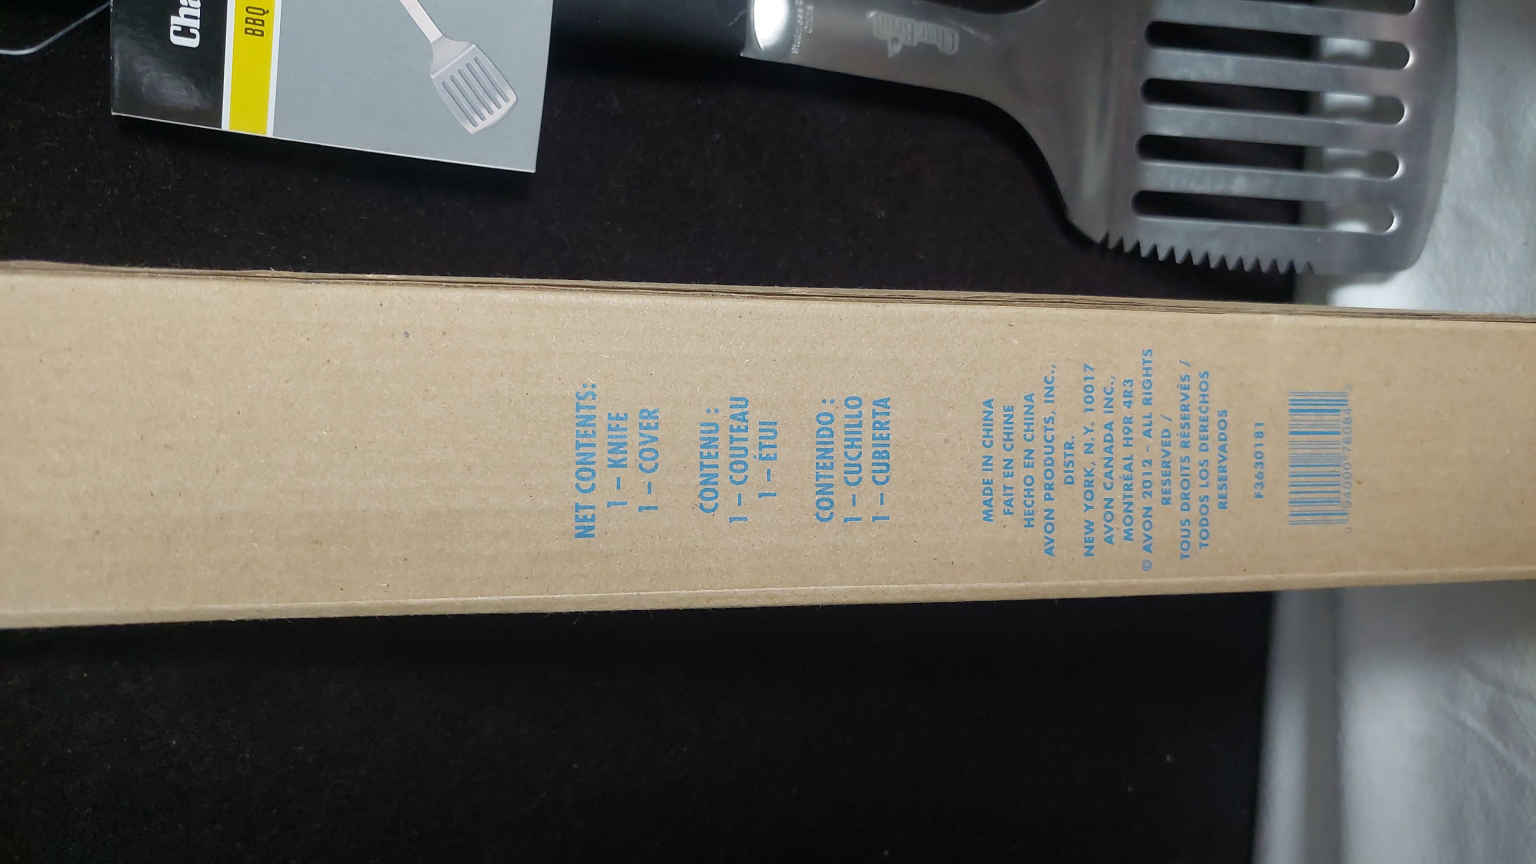 BBQ
NET CONTENTS:
1 – KNIFE
1 – COVER
CONTENU :
1 – COUTEAU
1 – ÉTUI
CONTENIDO :
1 – CUCHILLO
1 – CUBIERTA
MADE IN CHINA
FAIT EN CHINE
HECHO EN CHINA
AVON PRODUCTS, INC.,
DISTR.
NEW YORK, N.Y. 10017
AVON CANADA INC.,
MONTRÉAL H9R 4R3
© AVON 2012 - ALL RIGHTS
RESERVED /
TOUS DROITS RÉSERVÉS /
TODOS LOS DERECHOS
RESERVADOS
F3630181